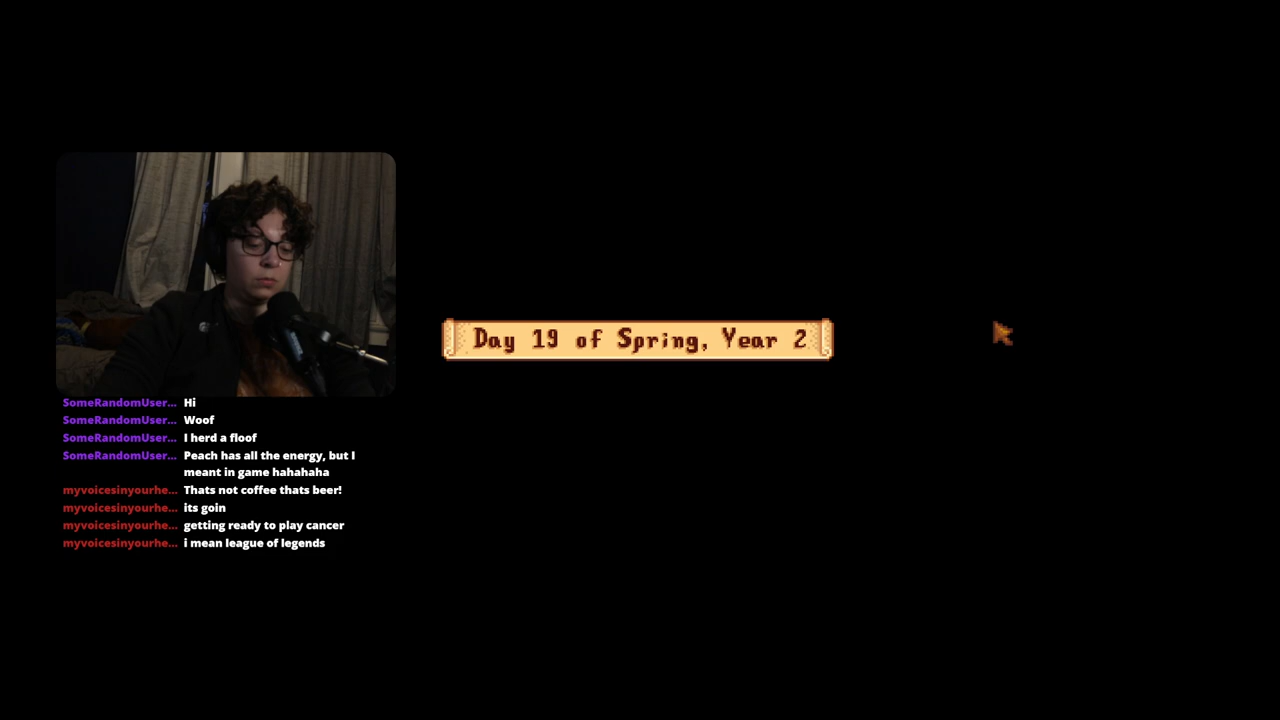 Day 19 of Spring, Year 2
SomeRandomUser... Hi
SomeRandomUser... Woof
SomeRandomUser... I herd a floof
SomeRandomUser... Peach has all the energy, but I
meant in game hahahaha
myvoicesinyourhe... Thats not coffee thats beer!
myvoicesinyourhe... its goin
myvoicesinyourhe... getting ready to play cancer
myvoicesinyourhe... i mean league of legends